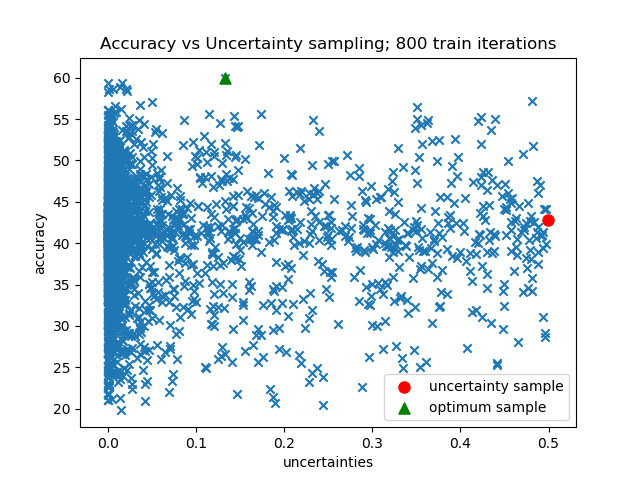 Accuracy vs Uncertainty sampling; 800 train iterations
60
55
50
45
40
35
30
25
20
accuracy
0.0 0.1 0.2 0.3 0.4 0.5
uncertainties
uncertainty sample
optimum sample